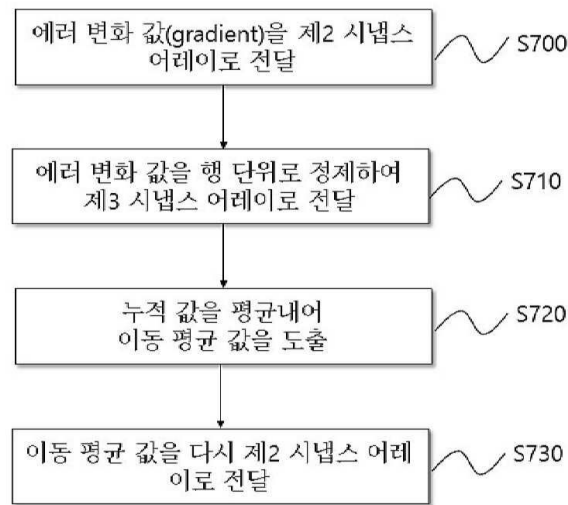 에러 변화 값(gradient)을 제2 시냅스
어레이로 전달
S700
에러 변화 값을 행 단위로 정제하여
제3 시냅스 어레이로 전달
S710
누적 값을 평균내어
이동 평균 값을 도출
S720
이동 평균 값을 다시 제2 시냅스 어레
이로 전달
S730